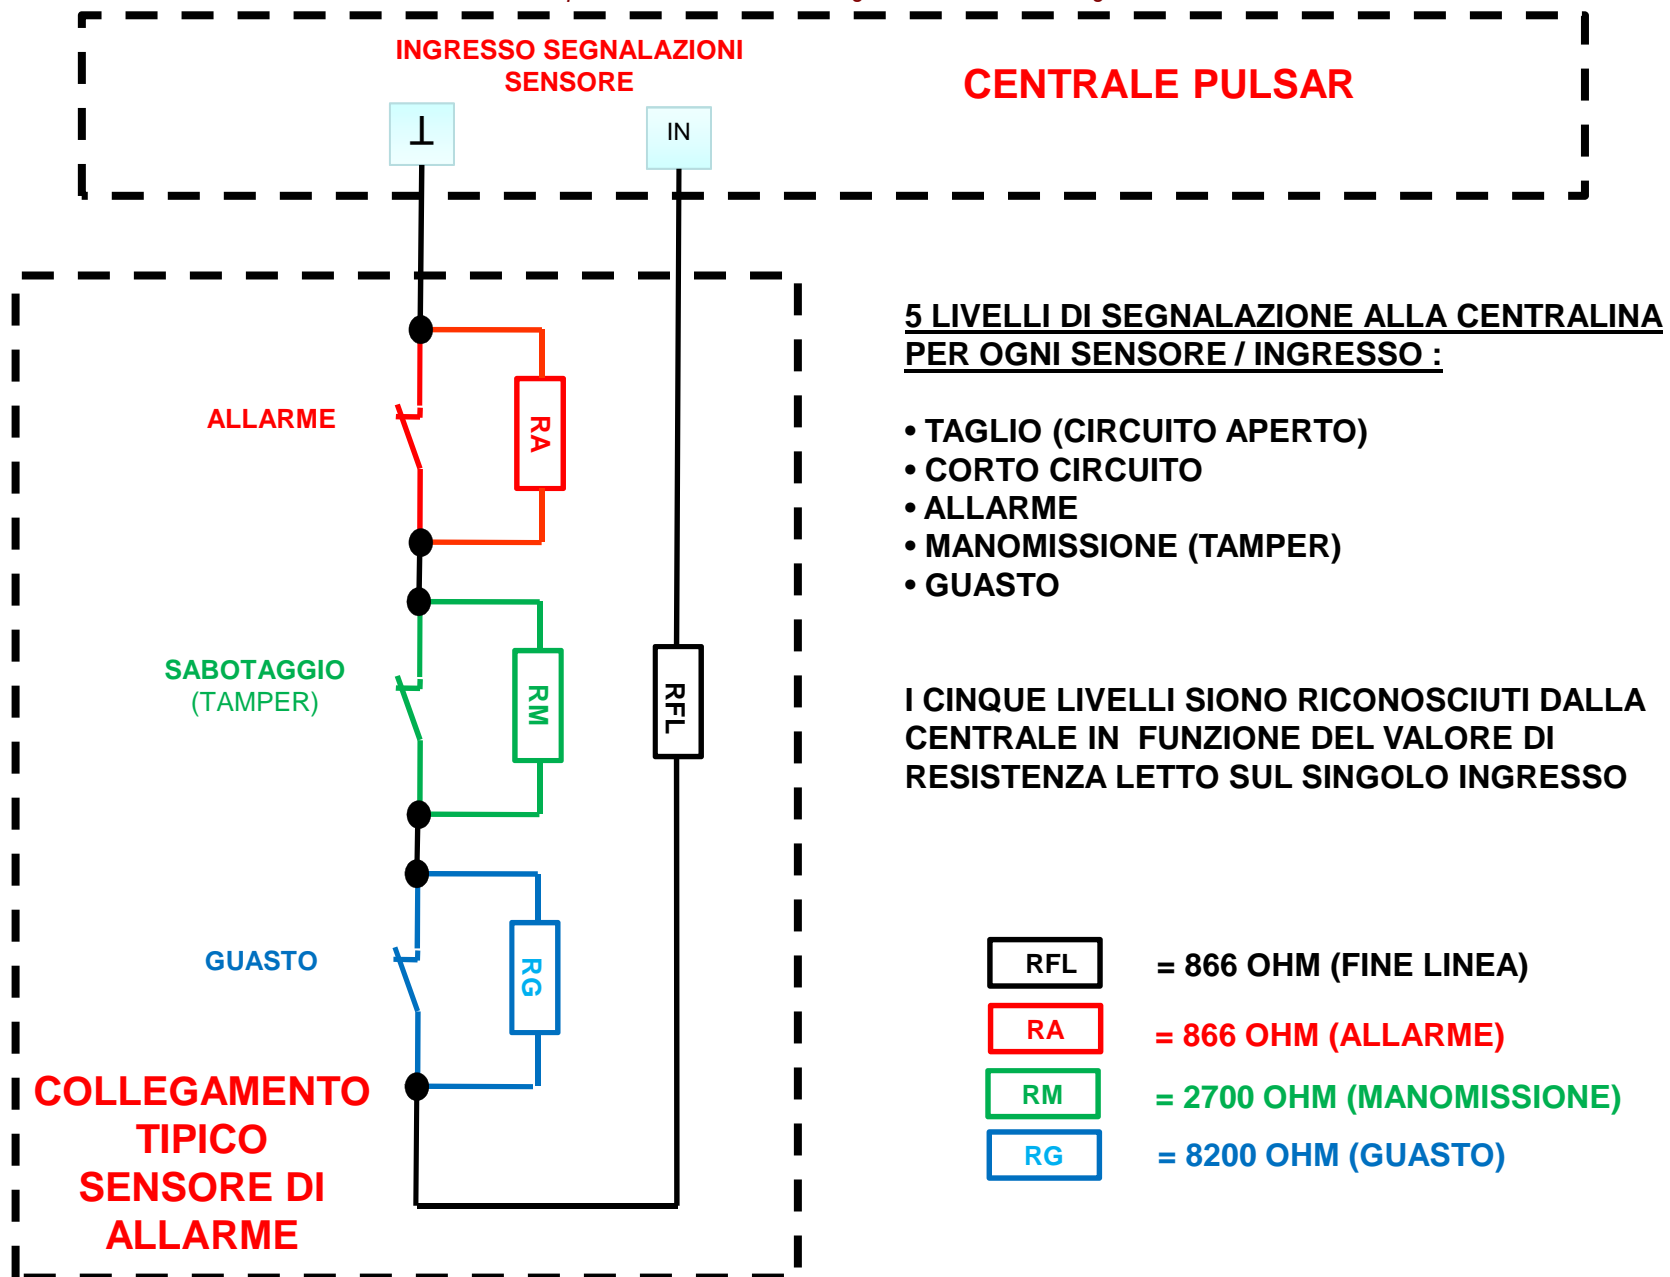 INGRESSO SEGNALAZIONI
SENSORE
CENTRALE PULSAR
IN
5 LIVELLI DI SEGNALAZIONE ALLA CENTRALINA
PER OGNI SENSORE / INGRESSO :
ALLARME
RA
• TAGLIO (CIRCUITO APERTO)
• CORTO CIRCUITO
• ALLARME
• MANOMISSIONE (TAMPER)
• GUASTO
SABOTAGGIO
(TAMPER)
RM
RFL
I CINQUE LIVELLI SIONO RICONOSCIUTI DALLA
CENTRALE IN FUNZIONE DEL VALORE DI
RESISTENZA LETTO SUL SINGOLO INGRESSO
GUASTO
RG
RFL = 866 OHM (FINE LINEA)
RA = 866 OHM (ALLARME)
RM = 2700 OHM (MANOMISSIONE)
RG = 8200 OHM (GUASTO)
COLLEGAMENTO
TIPICO
SENSORE DI
ALLARME